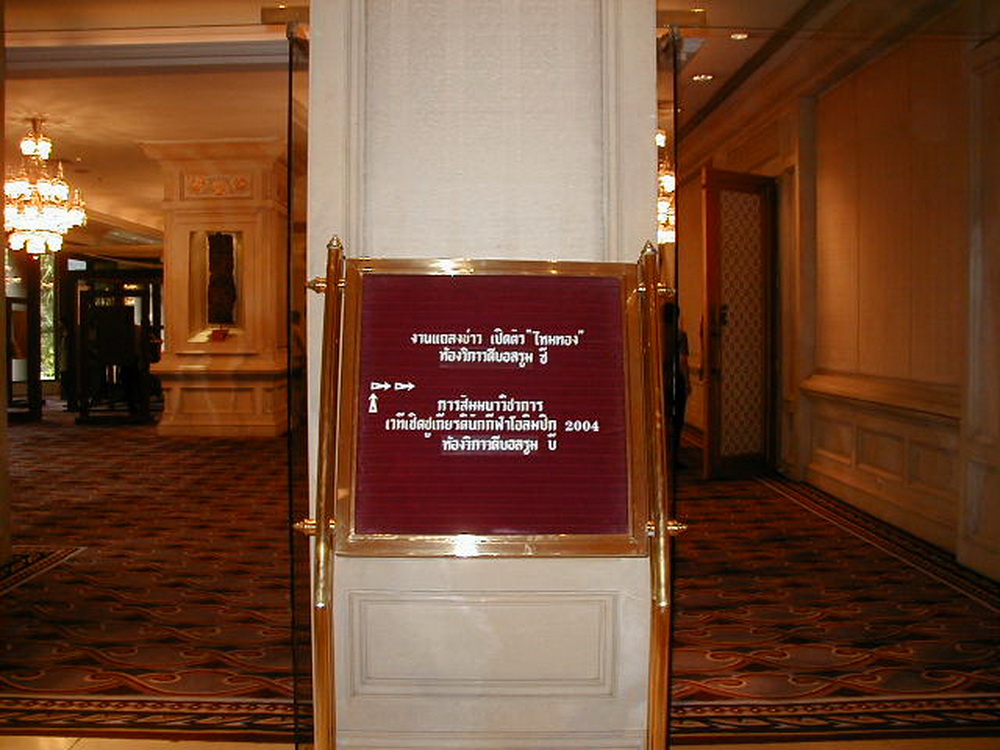 งานแถลงข่าว เปิดตัว "ไหมทอง"
ห้องวิภาวดีบอลรูม ซี
การสัมมนาวิชาการ
เวทีเชิดชูเกียรตินักกีฬาโอลิมปิก 2004
ห้องวิภาวดีบอลรูม บี